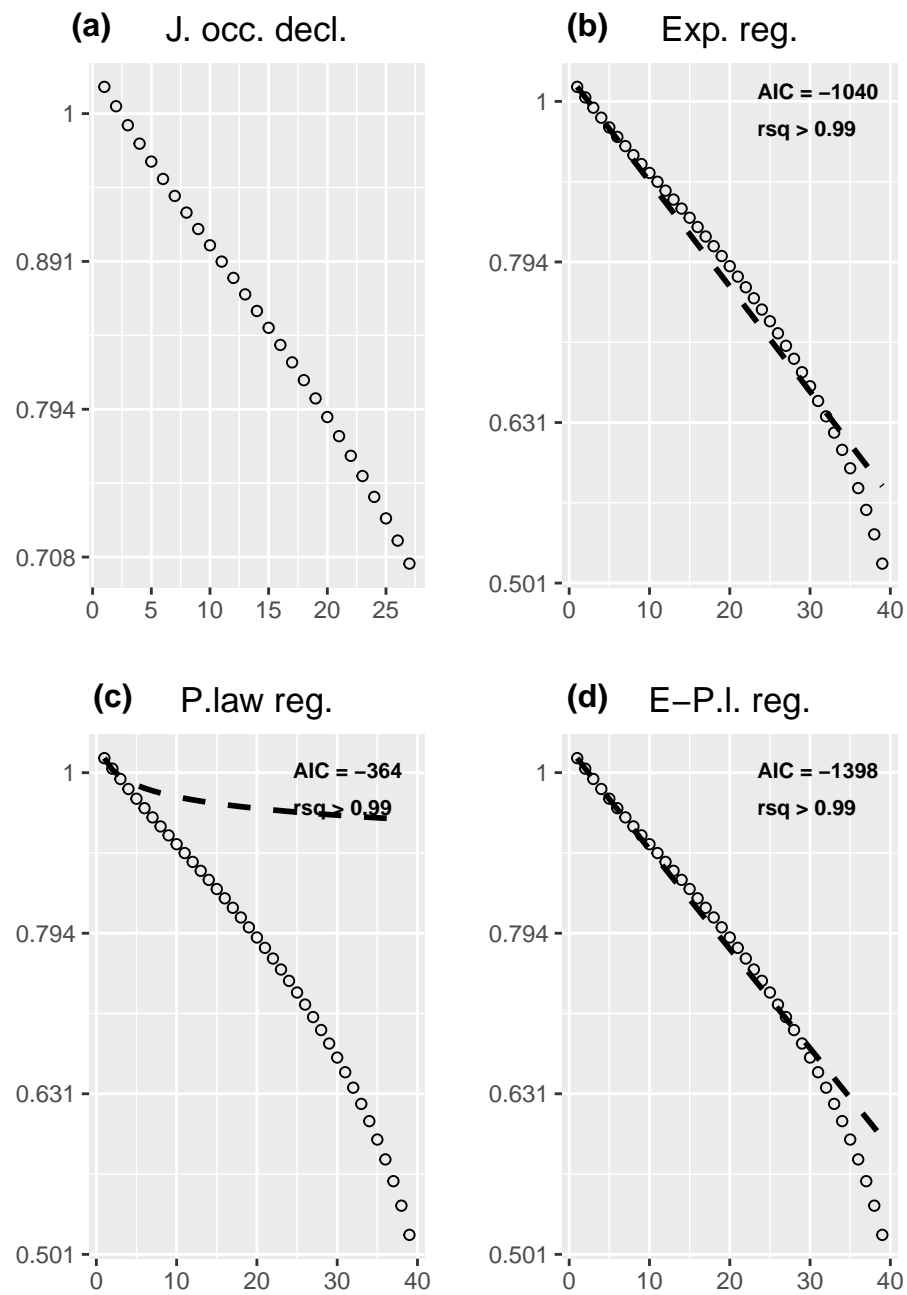 (a) J. occ. decl.
1
0.891
0.794
0.708
0 5 10 15 20 25
(b) Exp. reg.
AIC = −1040
rsq > 0.99
1
0.794
0.631
0.501
0 10 20 30 40
(c) P.law reg.
AIC = −364
rsq > 0.99
1
0.794
0.631
0.501
0 10 20 30 40
(d) E−P.l. reg.
AIC = −1398
rsq > 0.99
1
0.794
0.631
0.501
0 10 20 30 40